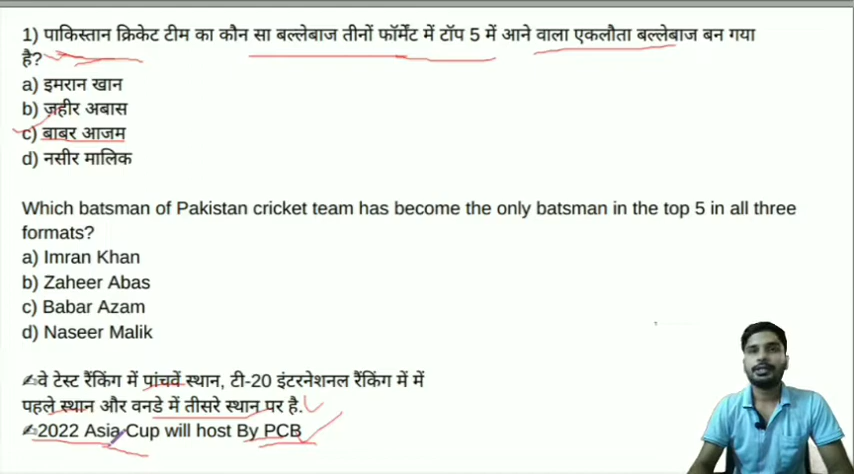 1) पाकिस्तान क्रिकेट टीम का कौन सा बल्लेबाज तीनों फॉर्मेट में टॉप 5 में आने वाला एकलौता बल्लेबाज बन गया
है?
a) इमरान खान
b) ज़हीर अबास
c) बाबर आजम
d) नसीर मालिक
Which batsman of Pakistan cricket team has become the only batsman in the top 5 in all three
formats?
a) Imran Khan
b) Zaheer Abas
c) Babar Azam
d) Naseer Malik
✍वे टेस्ट रैंकिंग में पांचवें स्थान, टी-20 इंटरनेशनल रैंकिंग में में
पहले स्थान और वनडे में तीसरे स्थान पर है.
✍2022 Asia Cup will host By PCB